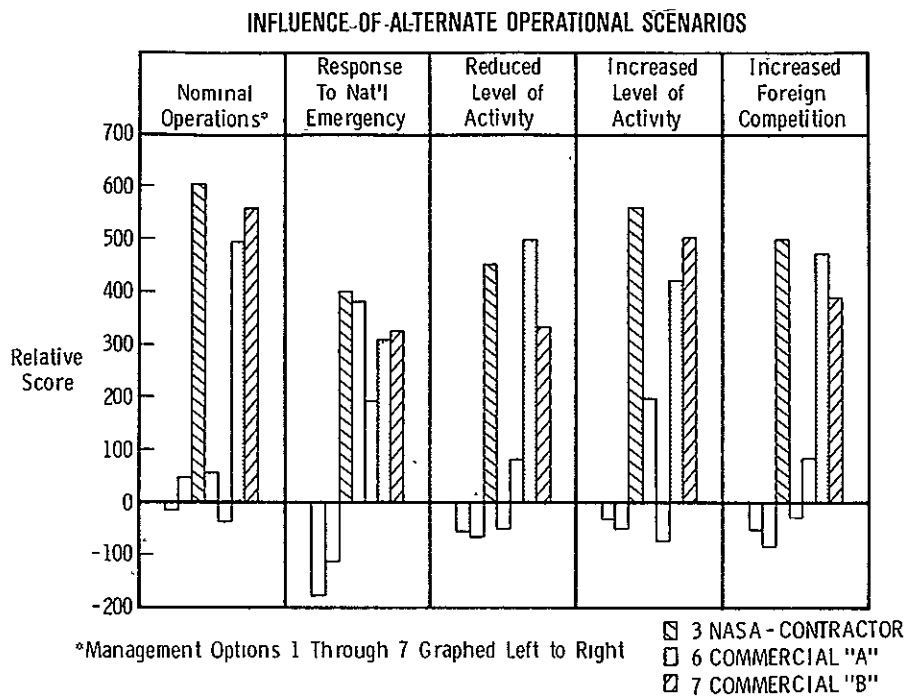 INFLUENCE-OF-ALTERNATE OPERATIONAL SCENARIOS
Nominal
Operations*
Response
To Nat'l
Emergency
Reduced
Level of
Activity
Increased
Level of
Activity
Increased
Foreign
Competition
700
600
500
400
300
200
100
0
-100
-200
Relative
Score
*Management Options 1 Through 7 Graphed Left to Right
3 NASA-CONTRACTOR
6 COMMERCIAL "A"
7 COMMERCIAL "B"